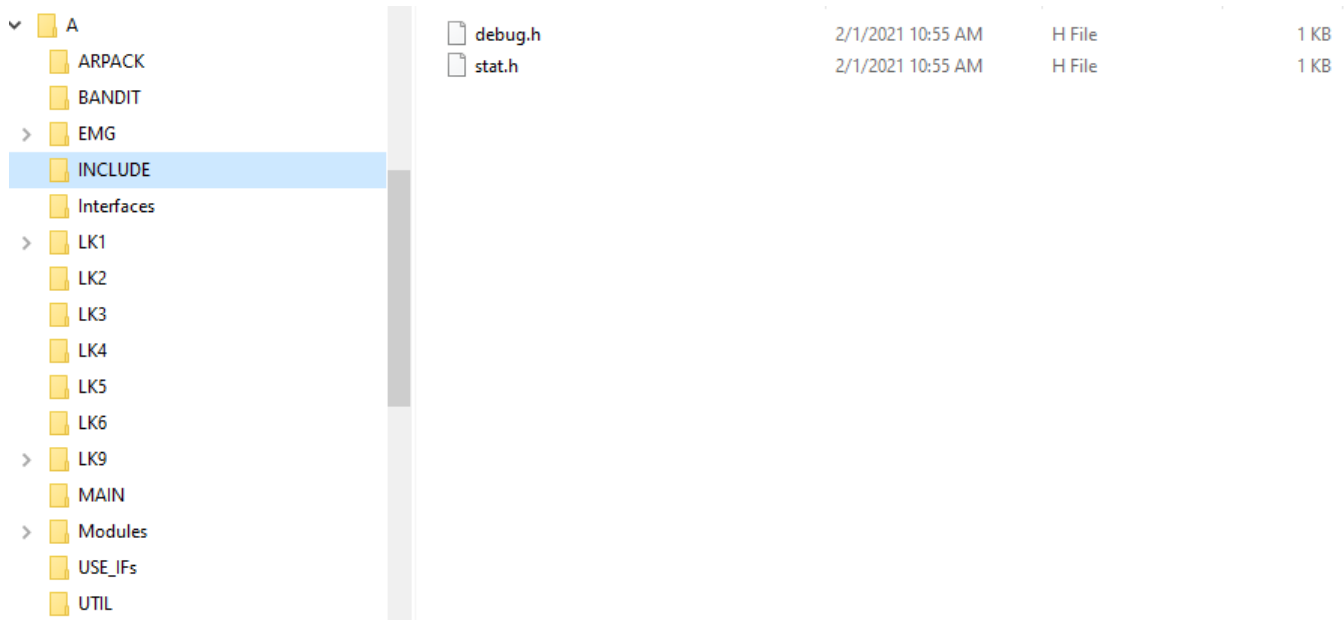 A
ARPACK
BANDIT
EMG
INCLUDE
Interfaces
LK1
LK2
LK3
LK4
LK5
LK6
LK9
MAIN
Modules
USE_IFs
UTIL
debug.h 2/1/2021 10:55 AM H File 1 KB
stat.h 2/1/2021 10:55 AM H File 1 KB